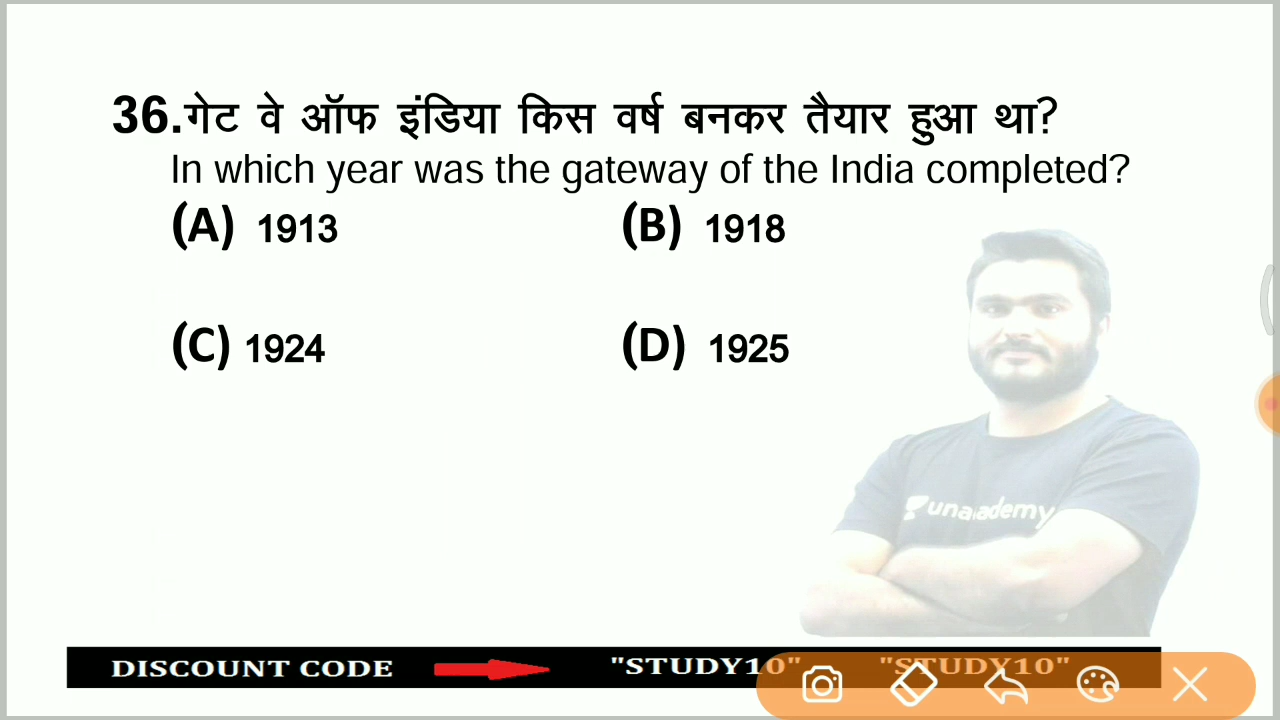 36.गेट वे ऑफ इंडिया किस वर्ष बनकर तैयार हुआ था?
In which year was the gateway of the India completed?
(A) 1913 (B) 1918
(C) 1924 (D) 1925
unacademy
DISCOUNT CODE "STUDY10" "STUDY10"